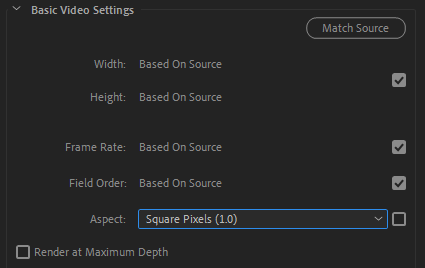 Basic Video Settings
Match Source
Width: Based On Source
Height: Based On Source
Frame Rate: Based On Source
Field Order: Based On Source
Aspect: Square Pixels (1.0)
Render at Maximum Depth